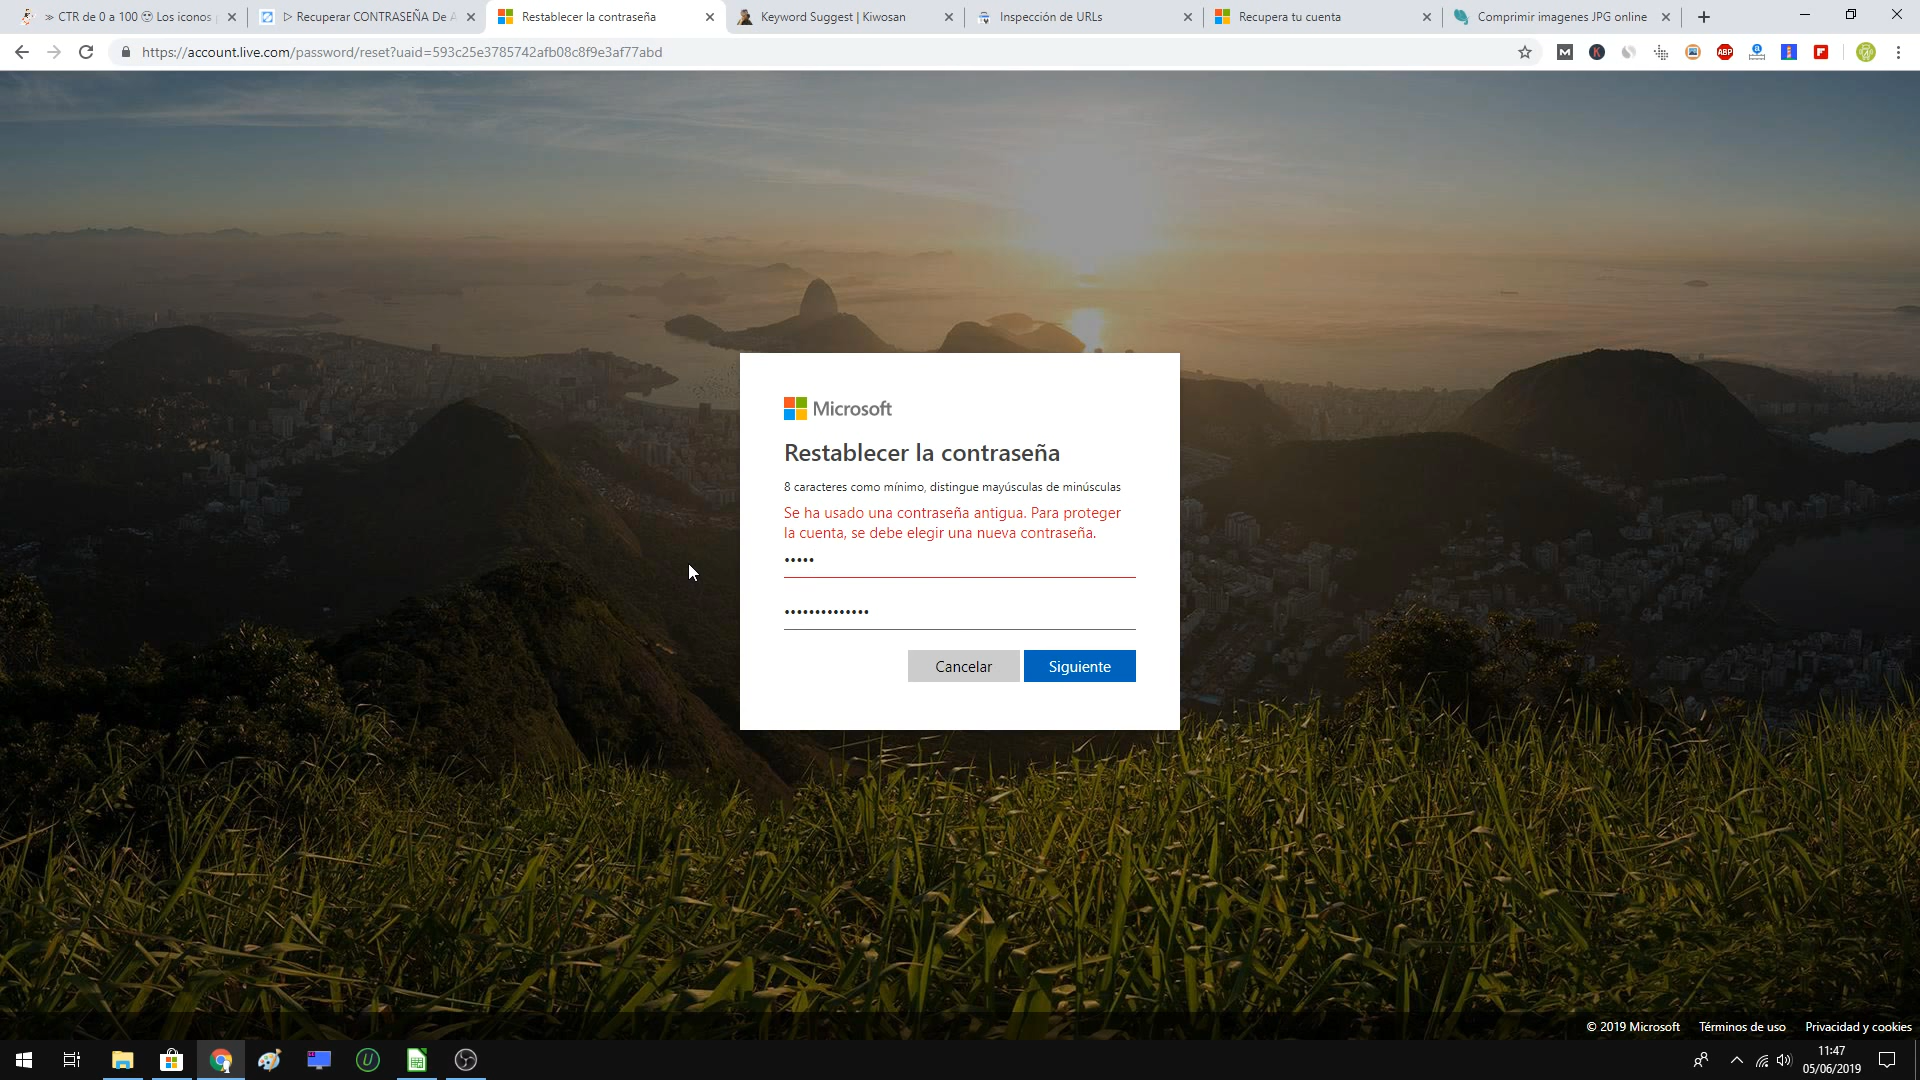 » CTR de 0 a 100 😳 Los iconos
▷ Recuperar CONTRASEÑA De
Restablecer la contraseña
Keyword Suggest | Kiwosan
Inspección de URLs
Recupera tu cuenta
Comprimir imagenes JPG online
https://account.live.com/password/reset?uaid=593c25e3785742afb08c8f9e3af77abd
ABP
Microsoft
Restablecer la contraseña
8 caracteres como mínimo, distingue mayúsculas de minúsculas
Se ha usado una contraseña antigua. Para proteger
la cuenta, se debe elegir una nueva contraseña.
•••••
••••••••••••••
Cancelar
Siguiente
© 2019 Microsoft
Términos de uso
Privacidad y cookies
11:47
05/06/2019